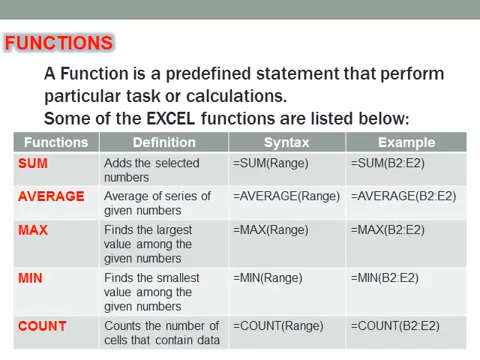 FUNCTIONS
A Function is a predefined statement that perform
particular task or calculations.
Some of the EXCEL functions are listed below:
Functions Definition Syntax Example
SUM Adds the selected =SUM(Range) =SUM(B2:E2)
numbers
AVERAGE Average of series of =AVERAGE(Range) =AVERAGE(B2:E2)
given numbers
MAX Finds the largest =MAX(Range) =MAX(B2:E2)
value among the
given numbers
MIN Finds the smallest =MIN(Range) =MIN(B2:E2)
value among the
given numbers
COUNT Counts the number of =COUNT(Range) =COUNT(B2:E2)
cells that contain data